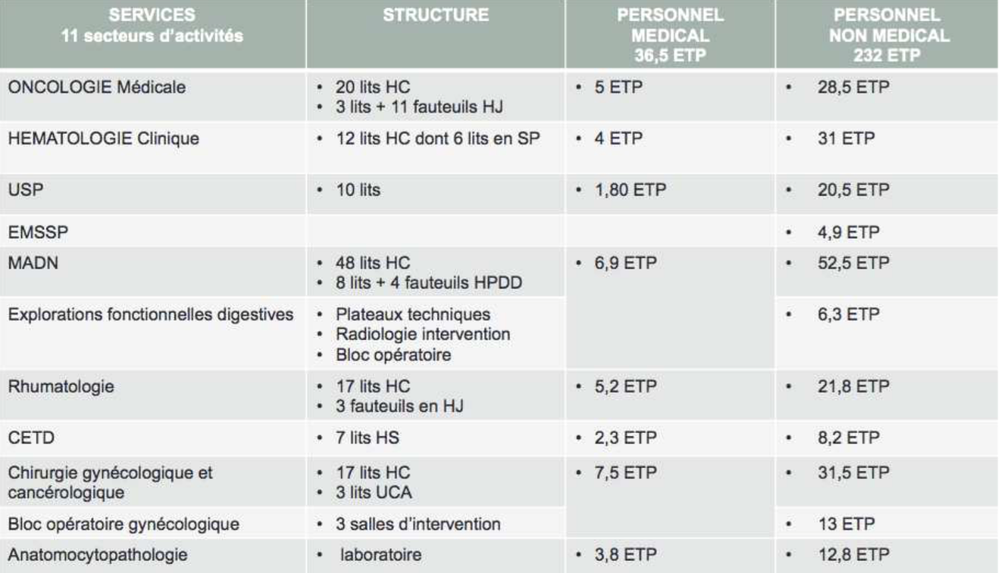 SERVICES
11 secteurs d'activités
STRUCTURE
PERSONNEL
MEDICAL
36,5 ETP
PERSONNEL
NON MEDICAL
232 ETP
ONCOLOGIE Médicale
• 20 lits HC
• 3 lits + 11 fauteuils HJ
• 5 ETP
• 28,5 ETP
HEMATOLOGIE Clinique
• 12 lits HC dont 6 lits en SP
• 4 ETP
• 31 ETP
USP
• 10 lits
• 1,80 ETP
• 20,5 ETP
EMSSP
• 4,9 ETP
MADN
• 48 lits HC
• 8 lits + 4 fauteuils HPDD
• 6,9 ETP
• 52,5 ETP
Explorations fonctionnelles digestives
• Plateaux techniques
• Radiologie intervention
• Bloc opératoire
• 6,3 ETP
Rhumatologie
• 17 lits HC
• 3 fauteuils en HJ
• 5,2 ETP
• 21,8 ETP
CETD
• 7 lits HS
• 2,3 ETP
• 8,2 ETP
Chirurgie gynécologique et
cancérologique
• 17 lits HC
• 3 lits UCA
• 7,5 ETP
• 31,5 ETP
Bloc opératoire gynécologique
• 3 salles d'intervention
• 13 ETP
Anatomocytopathologie
• laboratoire
• 3,8 ETP
• 12,8 ETP